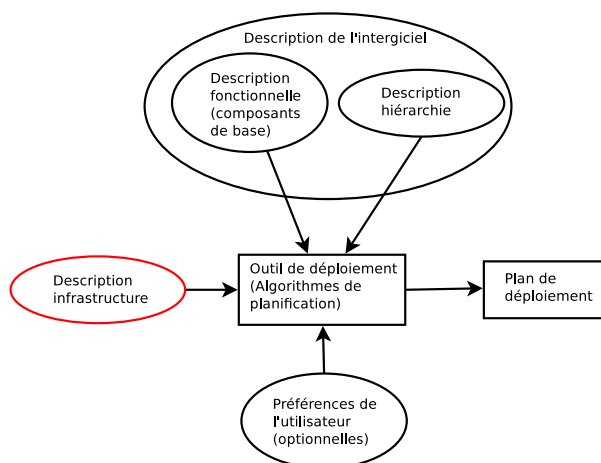 Description de l'intergiciel
Description
fonctionnelle
(composants
de base)
Description
hiérarchie
Description
infrastructure
Outil de déploiement
(Algorithmes de
planification)
Plan de
déploiement
Préférences de
l'utilisateur
(optionnelles)